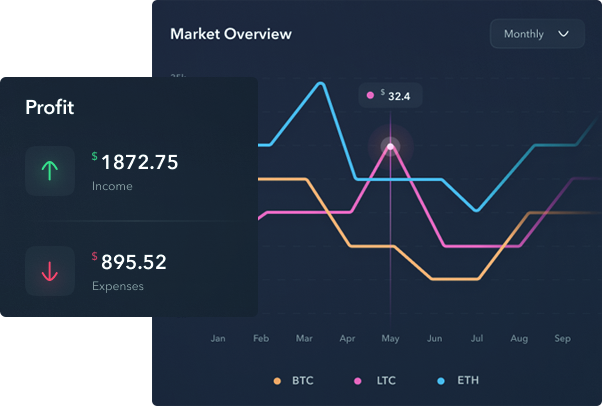 Market Overview
Monthly
$ 32.4
Profit
$ 1872.75
Income
$ 895.52
Expenses
Jan Feb Mar Apr May Jun Jul Aug Sep
BTC LTC ETH